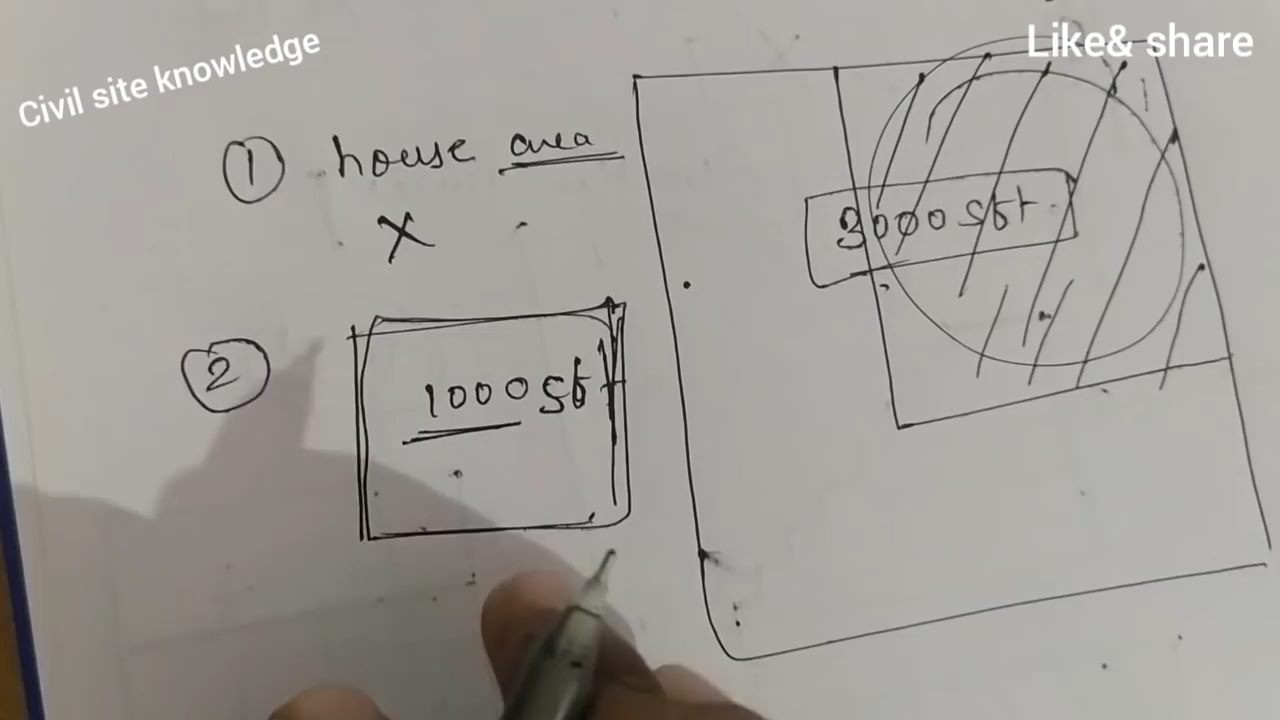 Civil site knowledge
Like& share
① house area
X
3000 Sft
②
1000 Sft